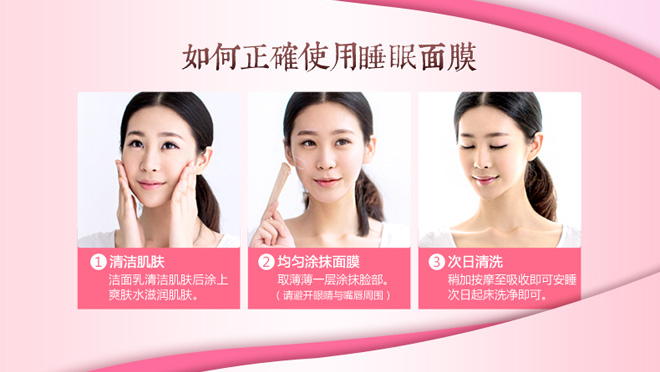 如何正確使用睡眠面膜
1 清洁肌肤
洁面乳清洁肌肤后涂上
爽肤水滋润肌肤。
2 均匀涂抹面膜
取薄薄一层涂抹脸部。
（请避开眼睛与嘴唇周围）
3 次日清洗
稍加按摩至吸收即可安睡
次日起床洗净即可。